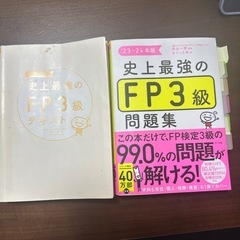 史上最強の
FP3級
テキスト
'23-24年版
史上最強の
FP3級
問題集
この本だけで、FP検定3級の
99.0%の問題が
解ける!
40万部